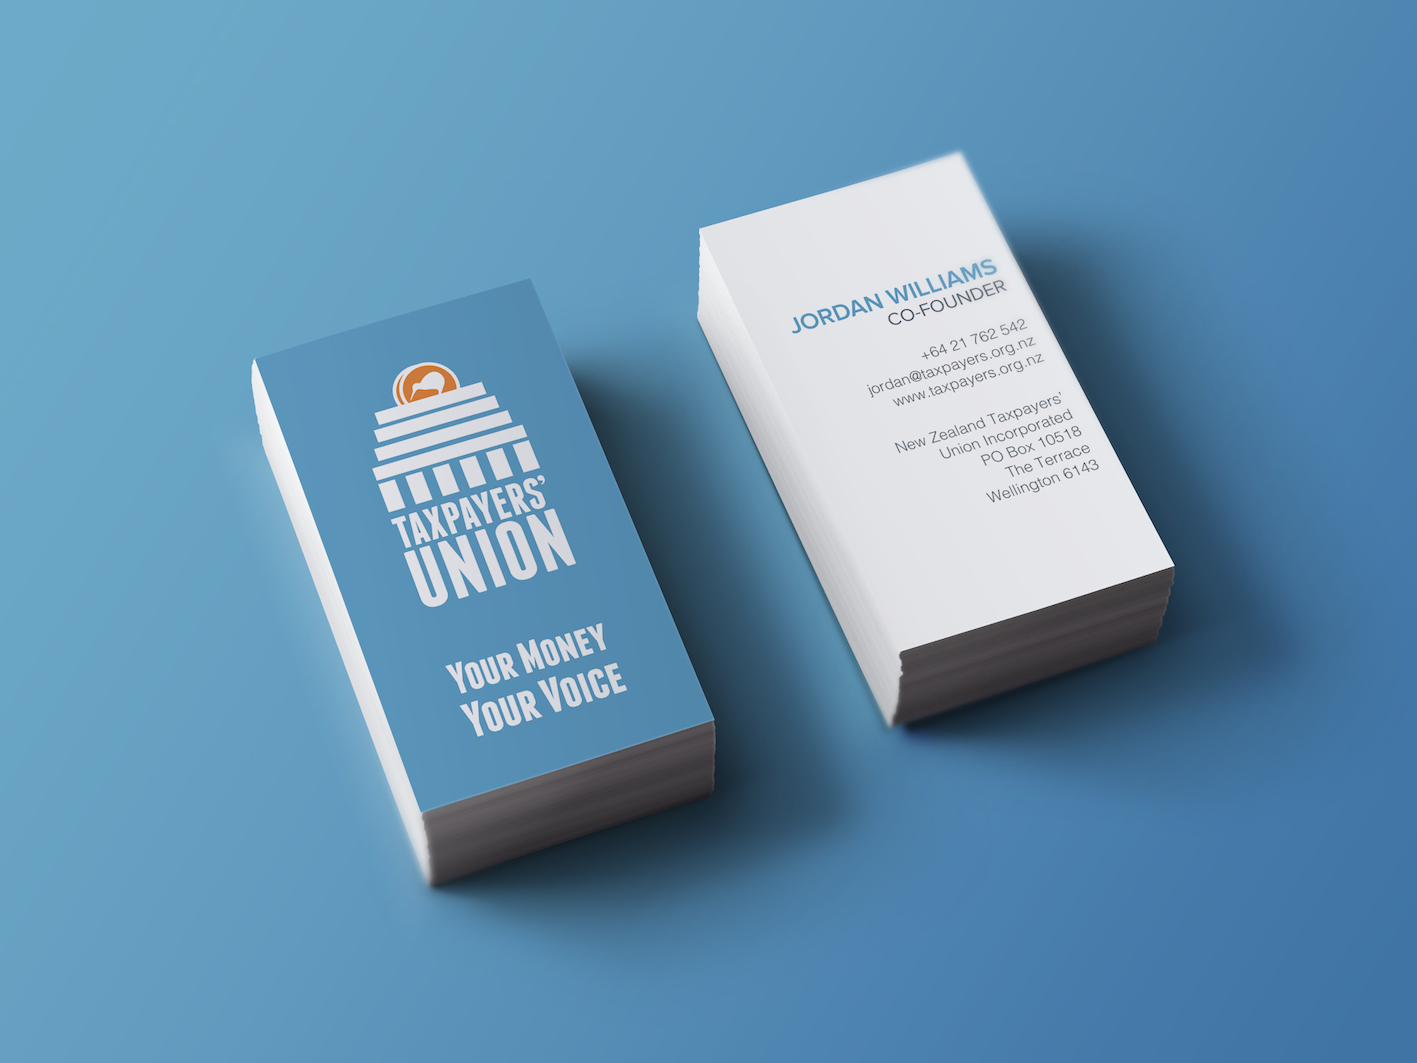 TAXPAYERS'
UNION
YOUR MONEY
YOUR VOICE
JORDAN WILLIAMS
CO-FOUNDER
+64 21 762 542
jordan@taxpayers.org.nz
www.taxpayers.org.nz
New Zealand Taxpayers'
Union Incorporated
PO Box 10518
The Terrace
Wellington 6143